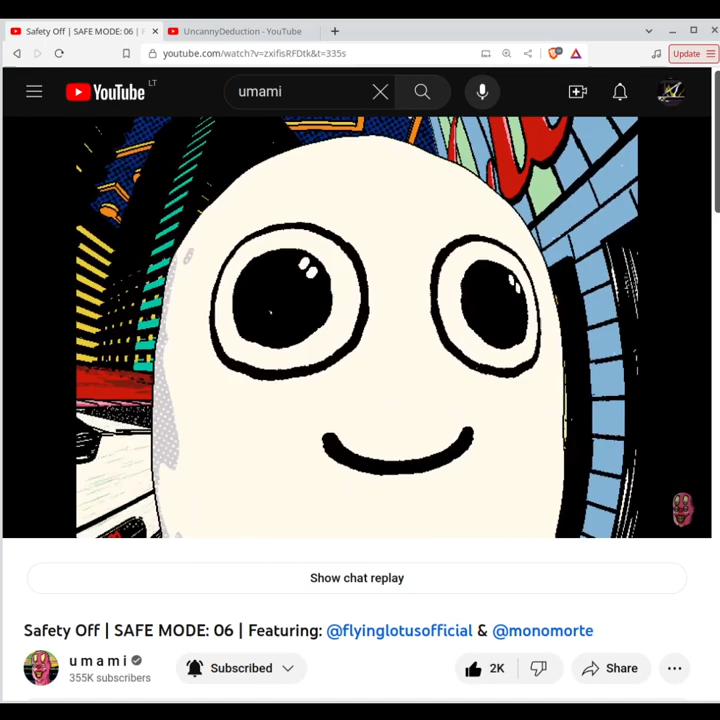 Safety Off | SAFE MODE: 06 | F
UncannyDeduction - YouTube
youtube.com/watch?v=zxifisRFDtk&t=335s
Update
YouTube LT
umami
Show chat replay
Safety Off | SAFE MODE: 06 | Featuring: @flyinglotusofficial & @monomorte
u m a m i
355K subscribers
Subscribed
2K
Share